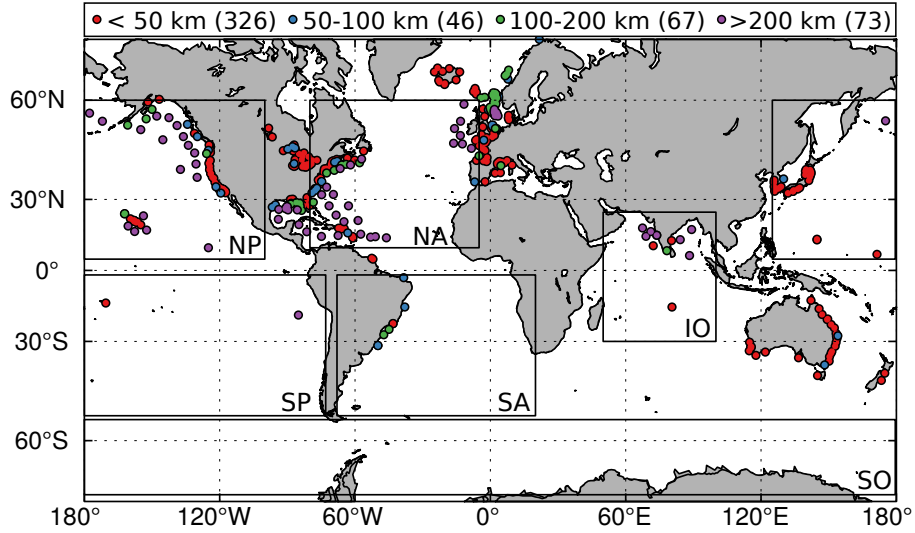 < 50 km (326) 50-100 km (46) 100-200 km (67) >200 km (73)
60°N
30°N
NP NA
0°
IO
30°S
SP SA
60°S
SO
180° 120°W 60°W 0° 60°E 120°E 180°